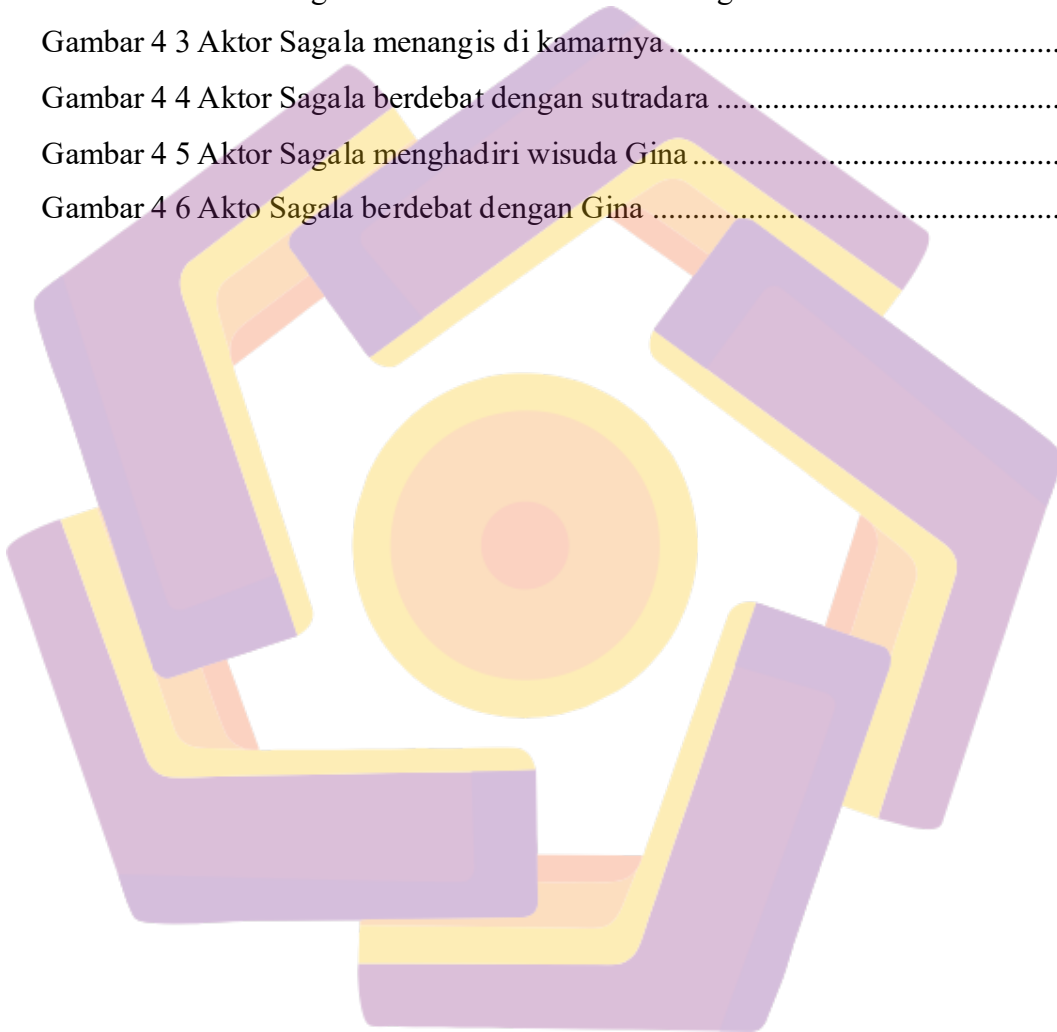 Gambar 4 3 Aktor Sagala menangis di kamarnya ..................................................
Gambar 4 4 Aktor Sagala berdebat dengan sutradara ............................................
Gambar 4 5 Aktor Sagala menghadiri wisuda Gina ...............................................
Gambar 4 6 Akto Sagala berdebat dengan Gina ....................................................